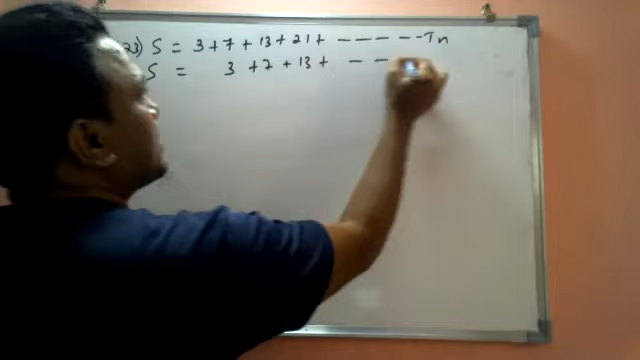 23) S = 3 + 7 + 13 + 21 + ---- - Tn
S = 3 + 7 + 13 + --